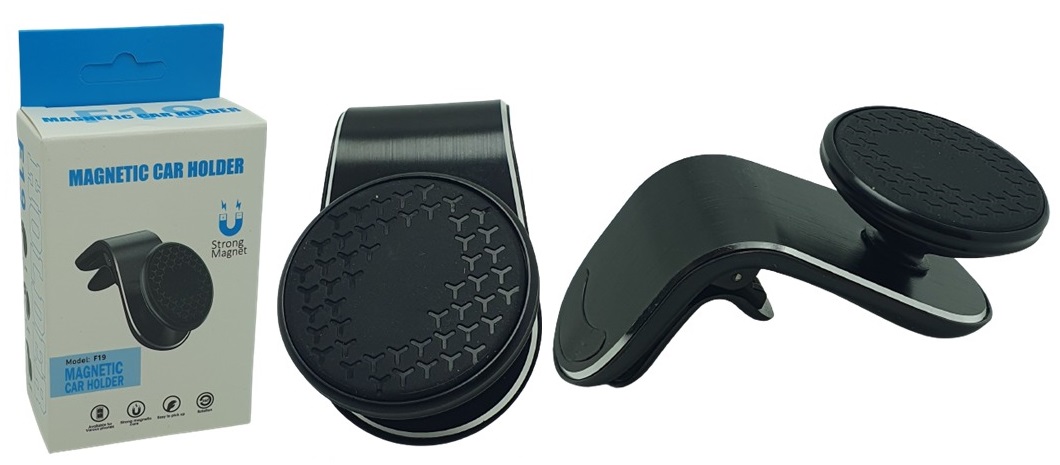 F19
MAGNETIC CAR HOLDER
MAGNETIC CAR HOLDER
Strong
Magnet
Model: F19
MAGNETIC
CAR HOLDER
Available for
Various phones
Strong magnetic
Easy to pick up
Rotation
F19